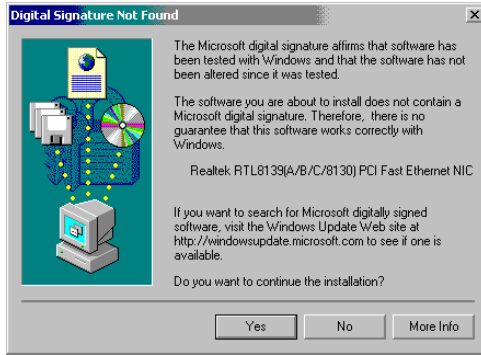 Digital Signature Not Found
The Microsoft digital signature affirms that software has
been tested with Windows and that the software has not
been altered since it was tested.
The software you are about to install does not contain a
Microsoft digital signature. Therefore, there is no
guarantee that this software works correctly with
Windows.
Realtek RTL8139(A/B/C/8130) PCI Fast Ethernet NIC
If you want to search for Microsoft digitally signed
software, visit the Windows Update Web site at
http://windowsupdate.microsoft.com to see if one is
available.
Do you want to continue the installation?
Yes No More Info